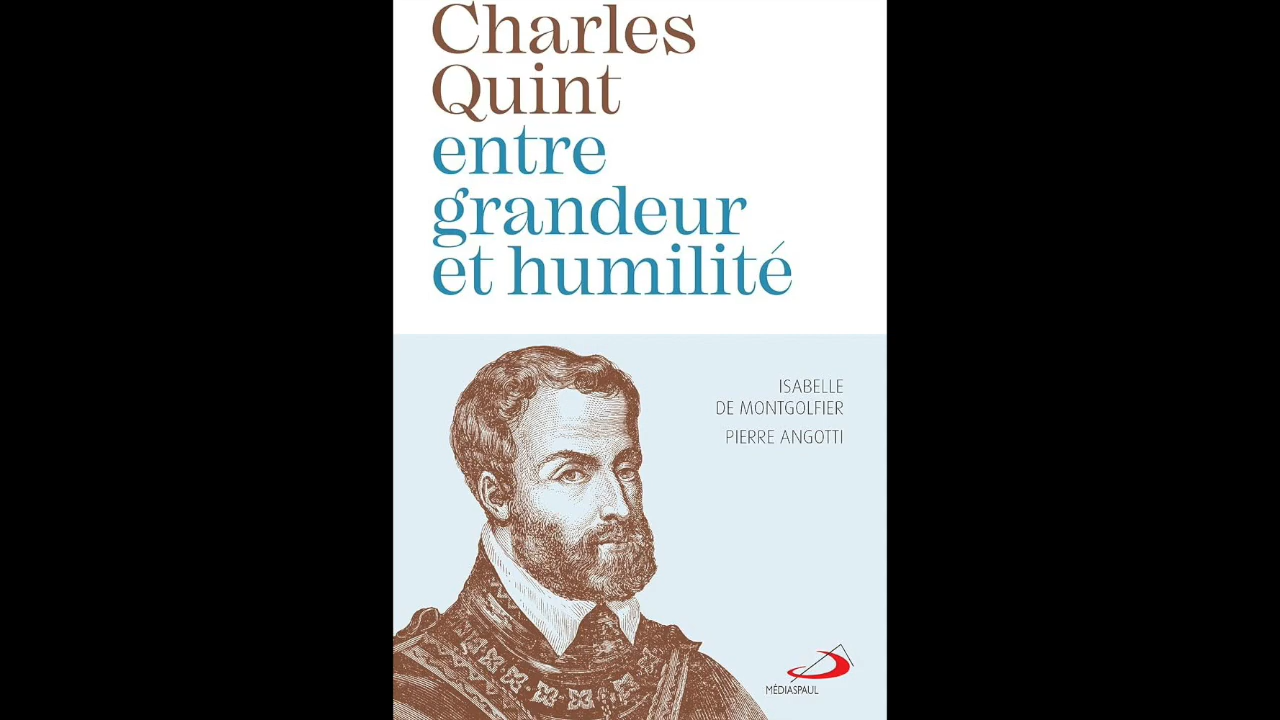 Charles
Quint
entre
grandeur
et humilité
ISABELLE
DE MONTGOLFIER
PIERRE ANGOTTI
MÉDIASPAUL